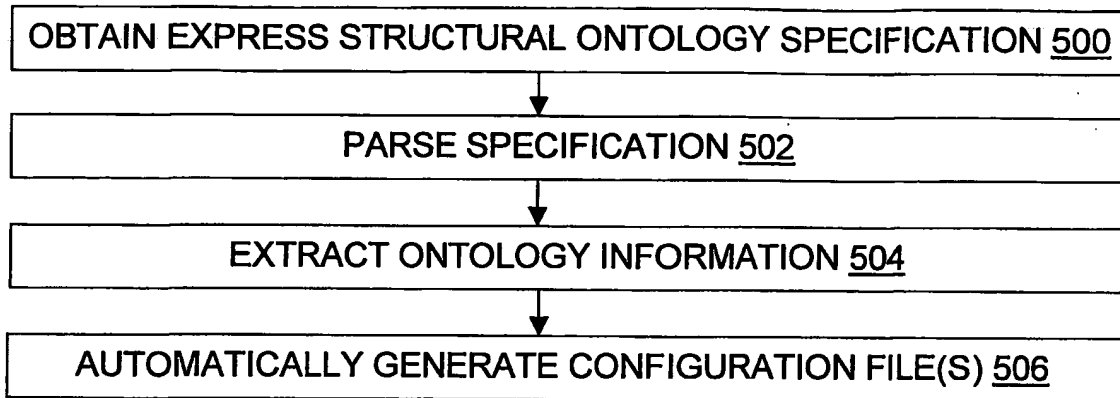 OBTAIN EXPRESS STRUCTURAL ONTOLOGY SPECIFICATION 500
PARSE SPECIFICATION 502
EXTRACT ONTOLOGY INFORMATION 504
AUTOMATICALLY GENERATE CONFIGURATION FILE(S) 506